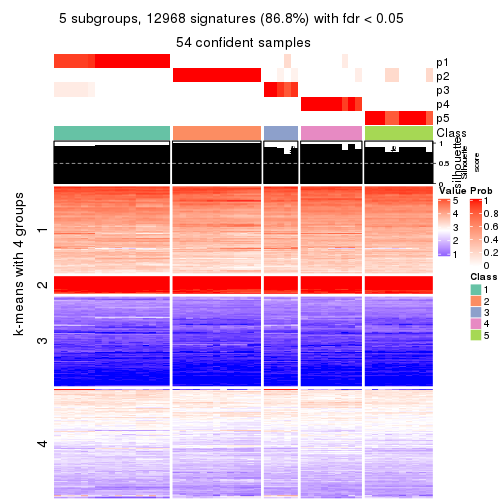 5 subgroups, 12968 signatures (86.8%) with fdr < 0.05
54 confident samples
p1
p2
p3
p4
p5
Class
1
0.5
0
silhouette
Silhouette
score
k-means with 4 groups
1
2
3
4
Value
5
4
3
2
1
Prob
1
0.8
0.6
0.4
0.2
0
Class
1
2
3
4
5